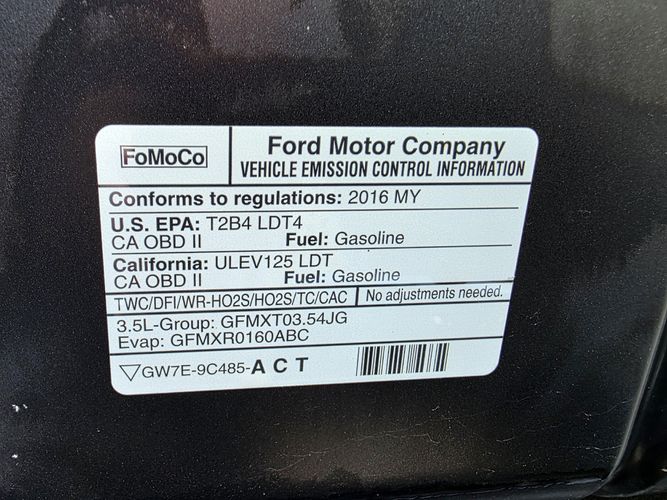 FoMoCo
Ford Motor Company
VEHICLE EMISSION CONTROL INFORMATION
Conforms to regulations: 2016 MY
U.S. EPA: T2B4 LDT4
CA OBD II Fuel: Gasoline
California: ULEV125 LDT
CA OBD II Fuel: Gasoline
TWC/DFI/WR-HO2S/HO2S/TC/CAC No adjustments needed.
3.5L-Group: GFMXT03.54JG
Evap: GFMXR0160ABC
▽GW7E-9C485-A C T